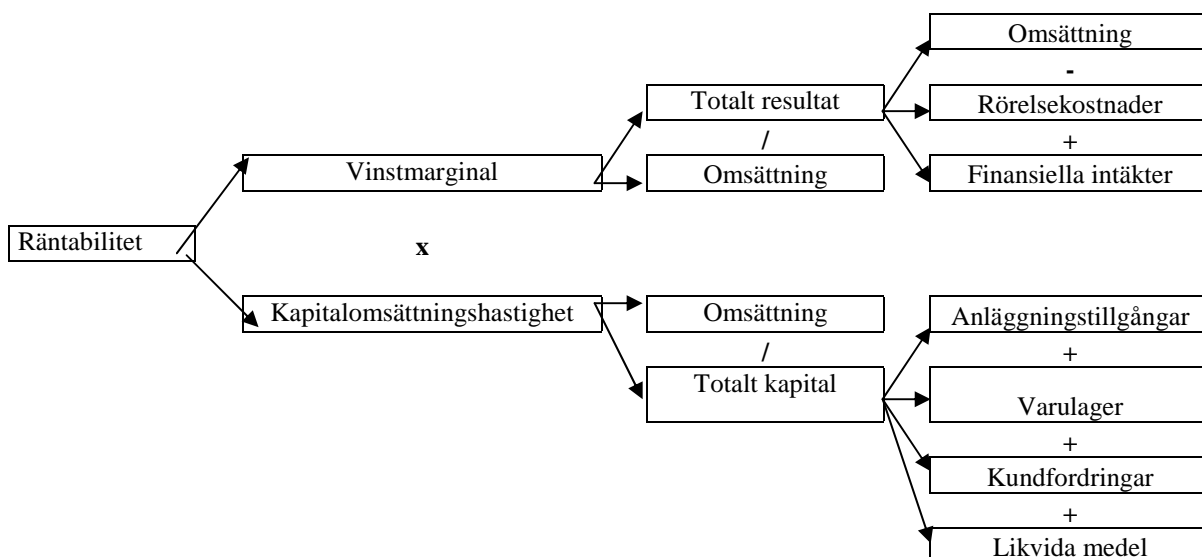 Omsättning
-
Totalt resultat
Rörelsekostnader
/
+
Vinstmarginal
Omsättning
Finansiella intäkter
Räntabilitet
x
Kapitalomsättningshastighet
Omsättning
Anläggningstillgångar
/
+
Totalt kapital
Varulager
+
Kundfordringar
+
Likvida medel